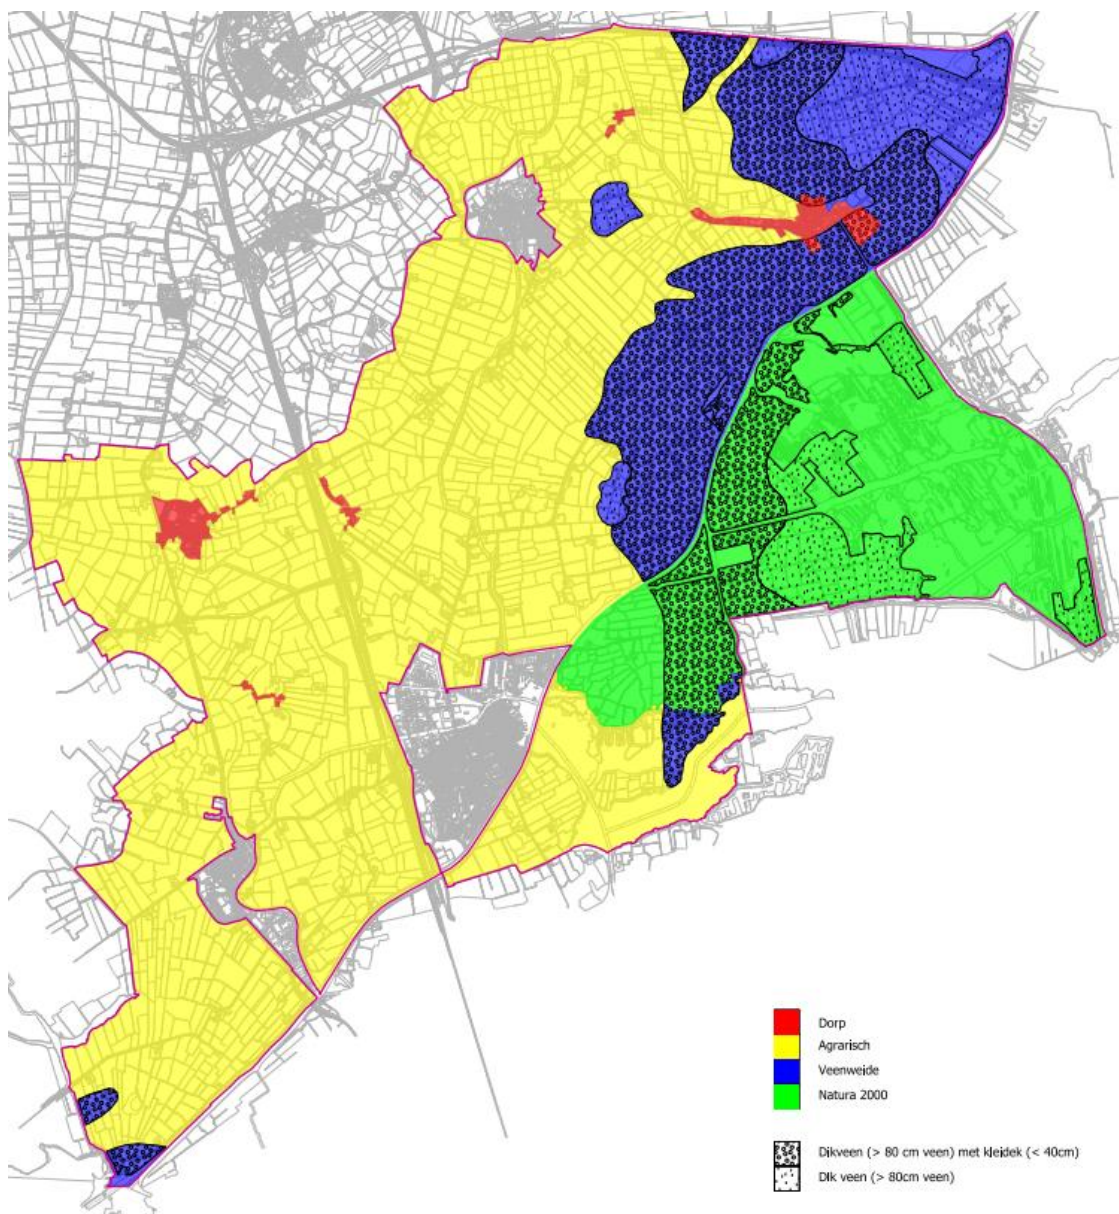 Dorp
Agrarisch
Veenweide
Natura 2000
Dikveen (> 80 cm veen) met kleidek (< 40cm)
Dik veen (> 80cm veen)